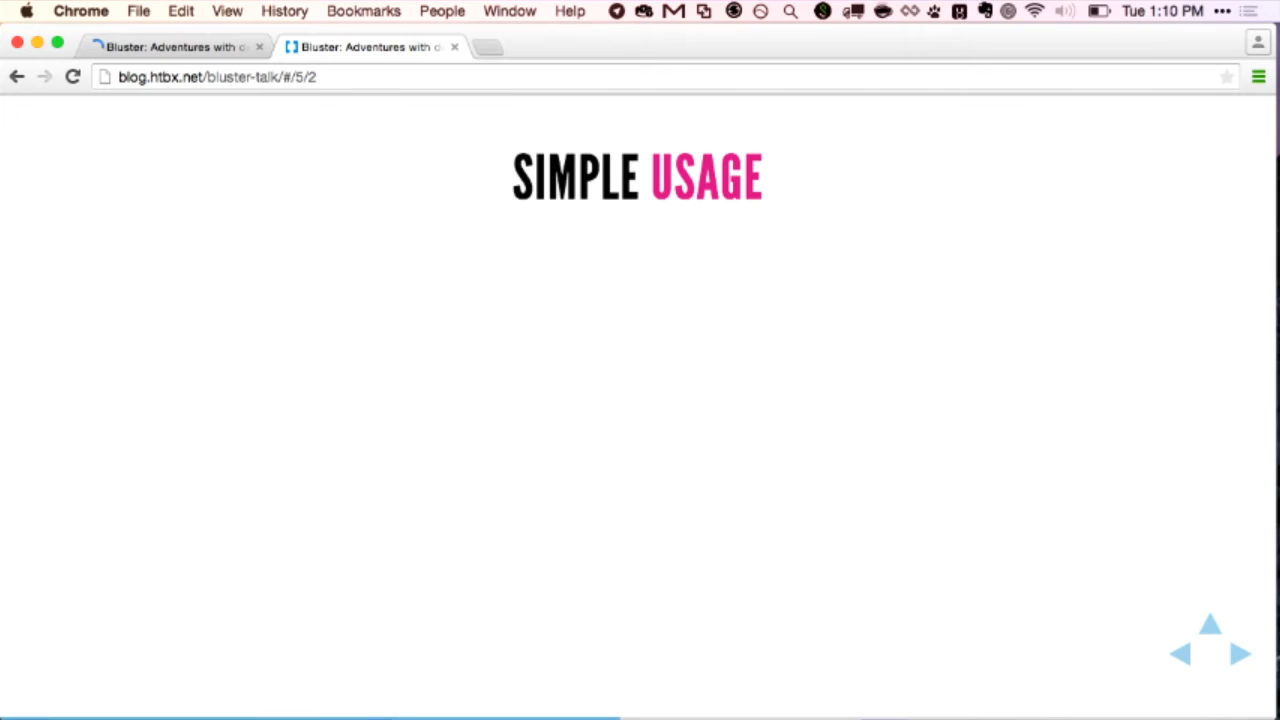 Chrome File Edit View History Bookmarks People Window Help Tue 1:10 PM
Bluster: Adventures with Bluster: Adventures with
blog.htbx.net/bluster-talk/#/5/2
SIMPLE USAGE